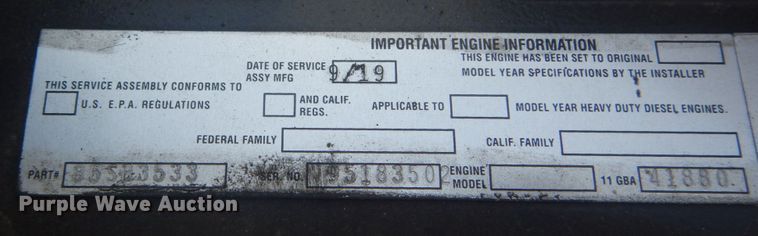 IMPORTANT ENGINE INFORMATION
THIS ENGINE HAS BEEN SET TO ORIGINAL
DATE OF SERVICE
ASSY MFG
9/19
MODEL YEAR SPECIFICATIONS BY THE INSTALLER
THIS SERVICE ASSEMBLY CONFORMS TO
U.S. E.P.A. REGULATIONS
AND CALIF.
REGS.
APPLICABLE TO
MODEL YEAR HEAVY DUTY DIESEL ENGINES.
FEDERAL FAMILY
CALIF. FAMILY
PART#
SER. NO.
ENGINE
MODEL
11 GBA
41880.
Purple Wave Auction®